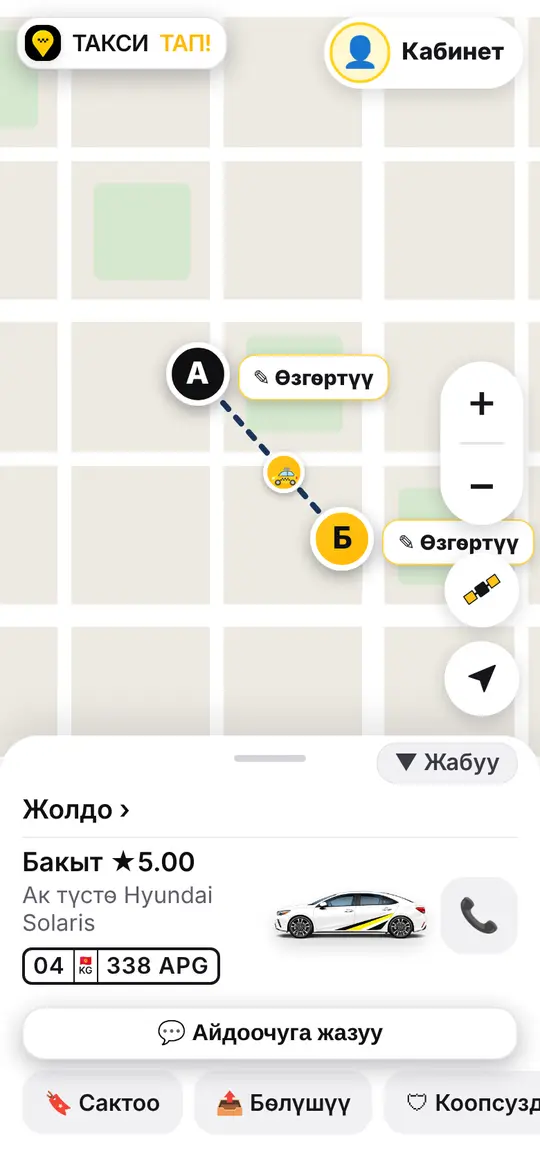 ТАКСИ ТАП!
Кабинет
А
✎ Өзгөртүү
+
−
Б
✎ Өзгөртүү
▼ Жабуу
Жолдо ›
Бакыт ★5.00
Ак түстө Hyundai
Solaris
04 KG 338 APG
💬 Айдоочуга жазуу
🔖 Сактоо
📤 Бөлүшүү
🛡 Коопсузд